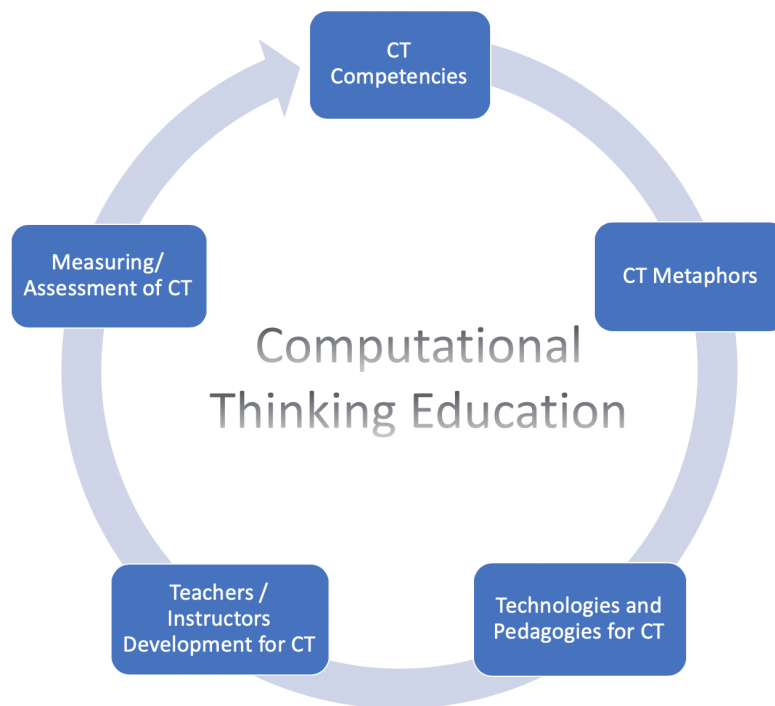 CT
Competencies
CT Metaphors
Technologies and
Pedagogies for CT
Teachers /
Instructors
Development for CT
Measuring/
Assessment of CT
Computational
Thinking Education